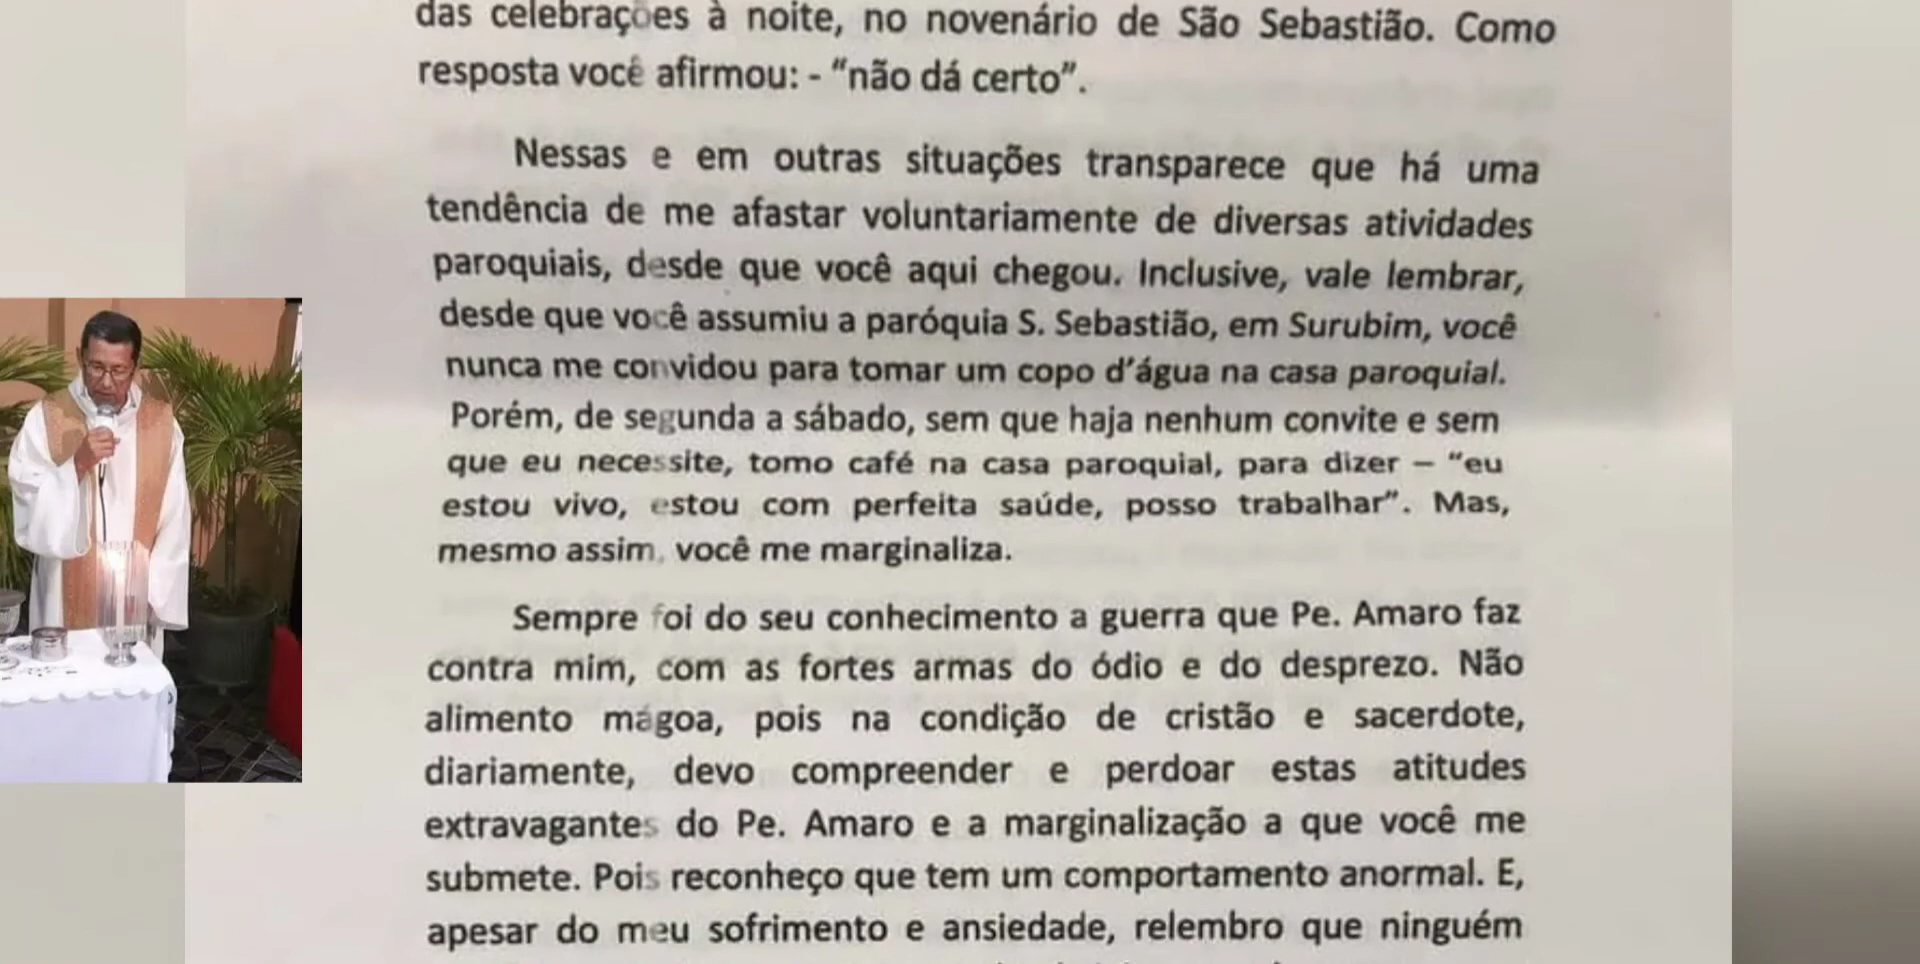 das celebrações à noite, no novenário de São Sebastião. Como
resposta você afirmou: - “não dá certo”.
Nessas e em outras situações transparece que há uma
tendência de me afastar voluntariamente de diversas atividades
paroquiais, desde que você aqui chegou. Inclusive, vale lembrar,
desde que você assumiu a paróquia S. Sebastião, em Surubim, você
nunca me convidou para tomar um copo d’água na casa paroquial.
Porém, de segunda a sábado, sem que haja nenhum convite e sem
que eu necessite, tomo café na casa paroquial, para dizer – “eu
estou vivo, estou com perfeita saúde, posso trabalhar”. Mas,
mesmo assim, você me marginaliza.
Sempre foi do seu conhecimento a guerra que Pe. Amaro faz
contra mim, com as fortes armas do ódio e do desprezo. Não
alimento mágoa, pois na condição de cristão e sacerdote,
diariamente, devo compreender e perdoar estas atitudes
extravagantes do Pe. Amaro e a marginalização a que você me
submete. Pois reconheço que tem um comportamento anormal. E,
apesar do meu sofrimento e ansiedade, relembro que ninguém